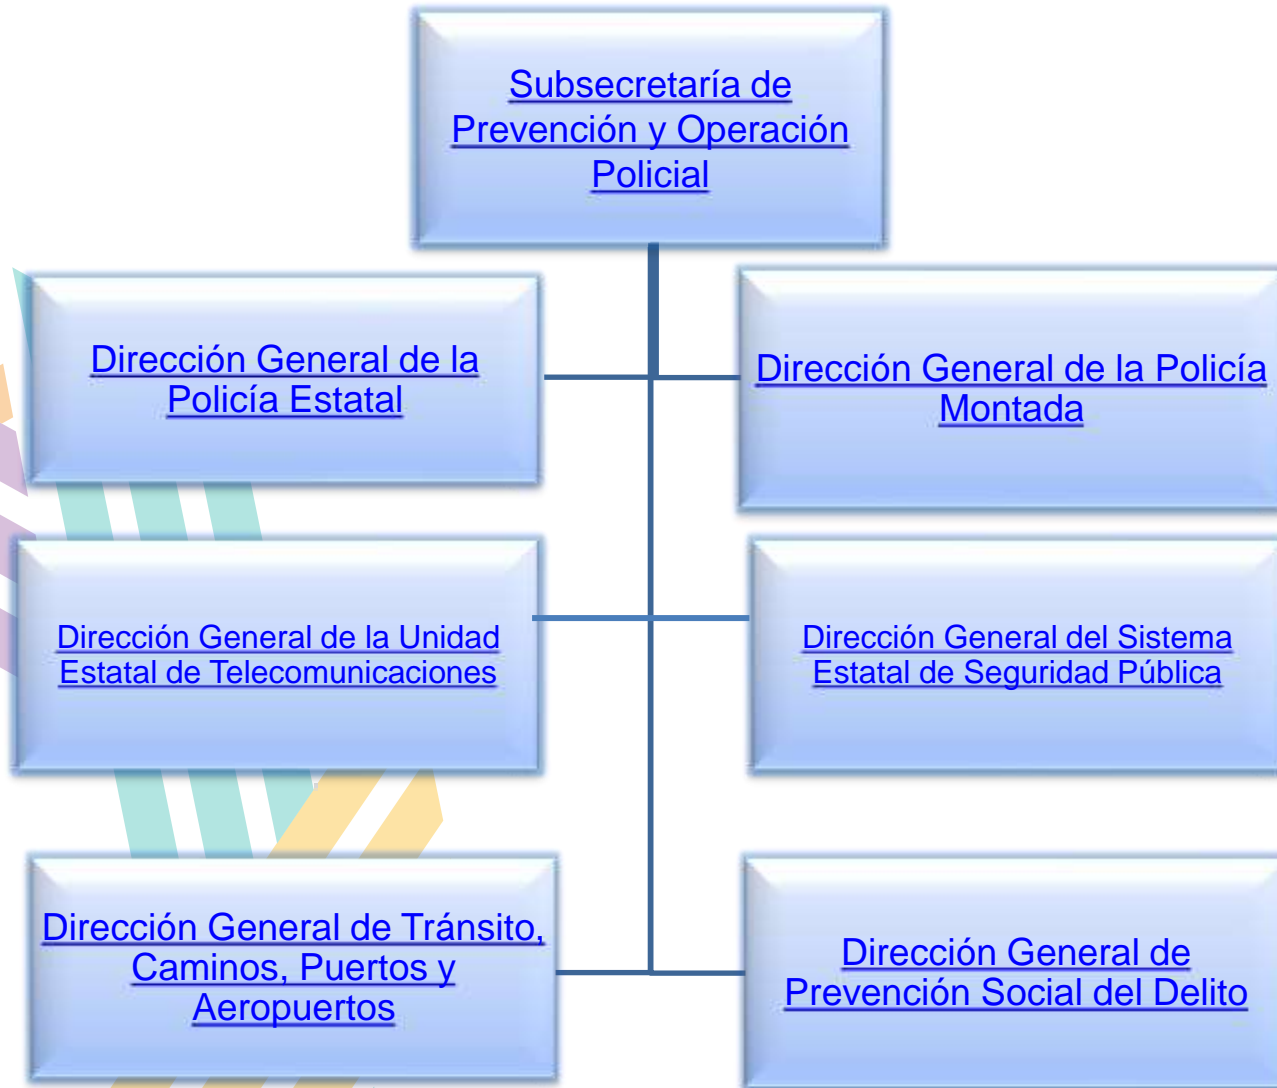 Subsecretaría de
Prevención y Operación
Policial
Dirección General de la
Policía Estatal
Dirección General de la Policía
Montada
Dirección General de la Unidad
Estatal de Telecomunicaciones
Dirección General del Sistema
Estatal de Seguridad Pública
Dirección General de Tránsito,
Caminos, Puertos y
Aeropuertos
Dirección General de
Prevención Social del Delito